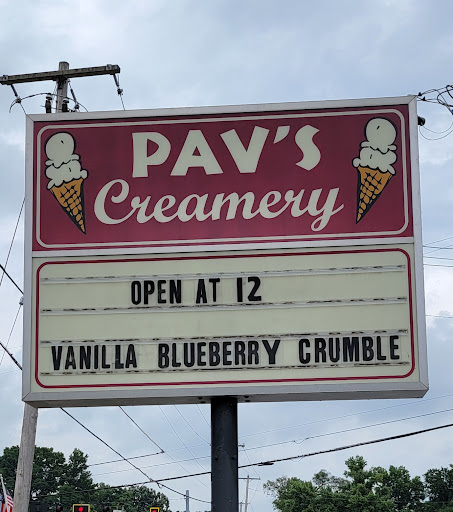 PAV'S
Creamery
OPEN AT 12
VANILLA BLUEBERRY CRUMBLE